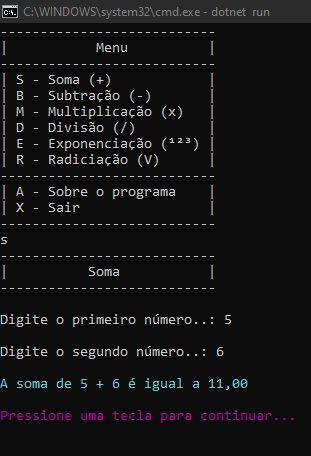 C:\WINDOWS\system32\cmd.exe - dotnet run
---------------------------
|           Menu          |
---------------------------
| S - Soma (+)            |
| B - Subtração (-)       |
| M - Multiplicação (x)   |
| D - Divisão (/)         |
| E - Exponenciação (¹²³) |
| R - Radiciação (V)      |
---------------------------
| A - Sobre o programa    |
| X - Sair                |
---------------------------
s
---------------------------
|          Soma           |
---------------------------
Digite o primeiro número..: 5
Digite o segundo número..: 6
A soma de 5 + 6 é igual a 11,00
Pressione uma tecla para continuar...